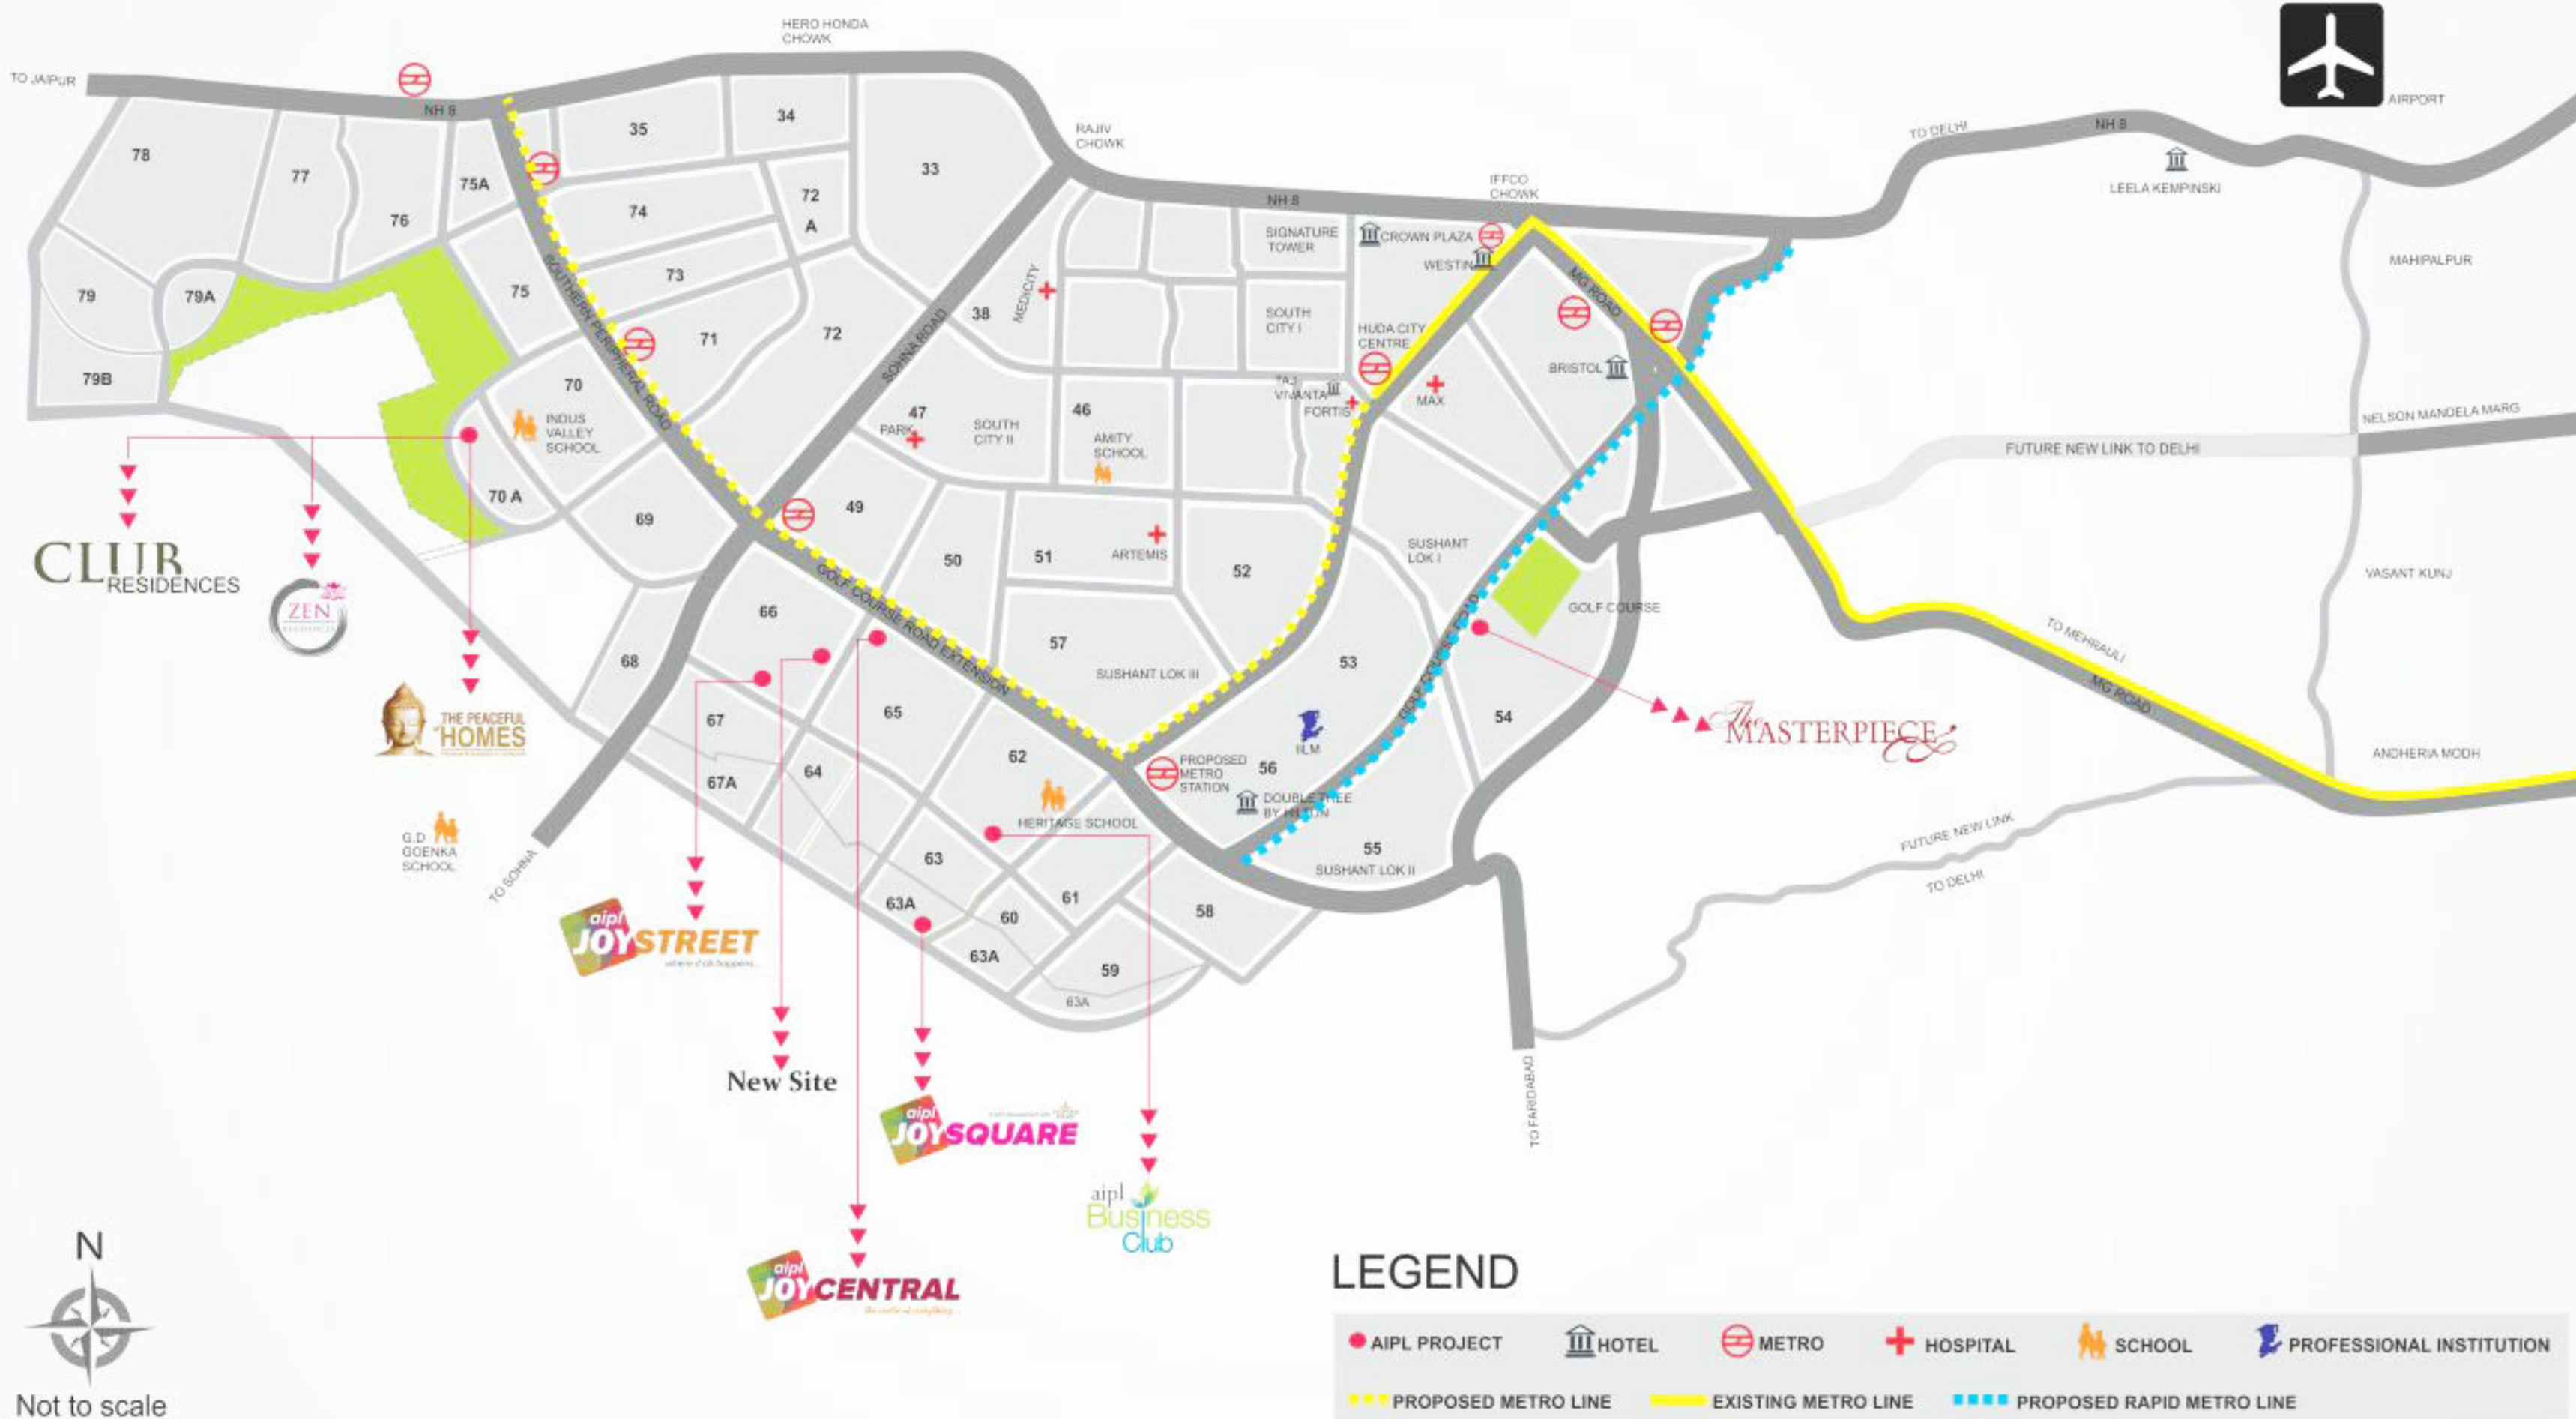 HERO HONDA
CHOWK
TO JAIPUR
NH 8
AIRPORT
RAJIV
CHOWK
TO DELHI
NH 8
LEELA KEMPINSKI
IFFCO
CHOWK
NH 8
78
77
76
75A
35
34
33
74
72
A
73
75
79
79A
79B
71
72
70
INDUS
VALLEY
SCHOOL
70 A
69
68
SOUTHERN PERIPHERAL ROAD
SOHNA ROAD
38
MEDICITY
SIGNATURE
TOWER
CROWN PLAZA
WESTIN
SOUTH
CITY I
HUDA CITY
CENTRE
TAJ
VIVANTA
FORTIS
MAX
MG ROAD
BRISTOL
MAHIPALPUR
NELSON MANDELA MARG
FUTURE NEW LINK TO DELHI
VASANT KUNJ
47
PARK
SOUTH
CITY II
46
AMITY
SCHOOL
49
50
51
ARTEMIS
52
SUSHANT
LOK I
GOLF COURSE
GOLF COURSE ROAD
GOLF COURSE ROAD EXTENSION
66
67
67A
65
64
57
SUSHANT LOK III
53
54
62
HERITAGE SCHOOL
PROPOSED
METRO
STATION
56
IILM
DOUBLE TREE
BY HILTON
55
SUSHANT LOK II
63
63A
60
61
58
63A
59
63A
TO MEHRAULI
MG ROAD
ANDHERIA MODH
FUTURE NEW LINK
TO DELHI
TO FARIDABAD
TO SOHNA
CLUB
RESIDENCES
ZEN
THE PEACEFUL
HOMES
G.D
GOENKA
SCHOOL
aipl
JOYSTREET
where it all happens...
New Site
aipl
JOYSQUARE
aipl
JOYCENTRAL
aipl
Business
Club
The
MASTERPIECE
N
Not to scale
LEGEND
AIPL PROJECT
HOTEL
METRO
HOSPITAL
SCHOOL
PROFESSIONAL INSTITUTION
PROPOSED METRO LINE
EXISTING METRO LINE
PROPOSED RAPID METRO LINE